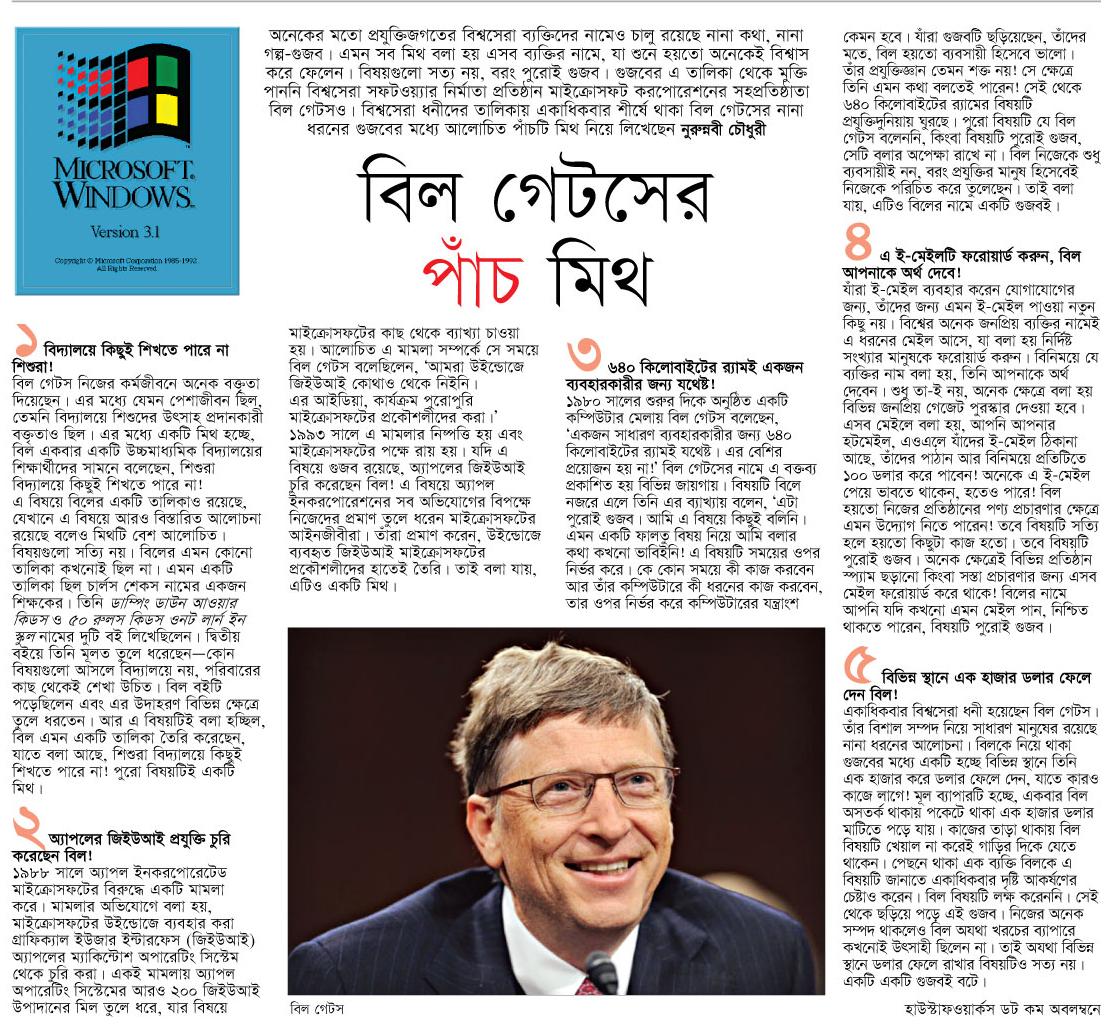 MICROSOFT
WINDOWS
Version 3.1
Copyright © Microsoft Corporation 1985-1992
All Rights Reserved
অনেকের মতো প্রযুক্তিজগতের বিশ্বসেরা ব্যক্তিদের নামেও চালু রয়েছে নানা কথা, নানা
গল্প-গুজব। এমন সব মিথ বলা হয় এসব ব্যক্তির নামে, যা শুনে হয়তো অনেকেই বিশ্বাস
করে ফেলেন। বিষয়গুলো সত্য নয়, বরং পুরোই গুজব। গুজবের এ তালিকা থেকে মুক্তি
পাননি বিশ্বসেরা সফটওয়্যার নির্মাতা প্রতিষ্ঠান মাইক্রোসফট করপোরেশনের সহপ্রতিষ্ঠাতা
বিল গেটসও। বিশ্বসেরা ধনীদের তালিকায় একাধিকবার শীর্ষে থাকা বিল গেটসের নানা
ধরনের গুজবের মধ্যে আলোচিত পাঁচটি মিথ নিয়ে লিখেছেন নুরুন্নবী চৌধুরী
বিল গেটসের
পাঁচ মিথ
১ বিদ্যালয়ে কিছুই শিখতে পারে না
শিশুরা!
বিল গেটস নিজের কর্মজীবনে অনেক বক্তৃতা
দিয়েছেন। এর মধ্যে যেমন পেশাজীবন ছিল,
তেমনি বিদ্যালয়ে শিশুদের উৎসাহ প্রদানকারী
বক্তৃতাও ছিল। এর মধ্যে একটি মিথ হচ্ছে,
বিল একবার একটি উচ্চমাধ্যমিক বিদ্যালয়ের
শিক্ষার্থীদের সামনে বলেছেন, শিশুরা
বিদ্যালয়ে কিছুই শিখতে পারে না!
এ বিষয়ে বিলের একটি তালিকাও রয়েছে,
যেখানে এ বিষয়ে আরও বিস্তারিত আলোচনা
রয়েছে বলেও মিথটি বেশ আলোচিত।
বিষয়গুলো সত্যি নয়। বিলের এমন কোনো
তালিকা কখনোই ছিল না। এমন একটি
তালিকা ছিল চার্লস শেকস নামের একজন
শিক্ষকের। তিনি ডাম্পিং ডাউন আওয়ার
কিডস ও ৫০ রুলস কিডস ওনট লার্ন ইন
স্কুল নামের দুটি বই লিখেছিলেন। দ্বিতীয়
বইয়ে তিনি মূলত তুলে ধরেছেন—কোন
বিষয়গুলো আসলে বিদ্যালয়ে নয়, পরিবারের
কাছ থেকেই শেখা উচিত। বিল বইটি
পড়েছিলেন এবং এর উদাহরণ বিভিন্ন ক্ষেত্রে
তুলে ধরতেন। আর এ বিষয়টিই বলা হচ্ছিল,
বিল এমন একটি তালিকা তৈরি করেছেন,
যাতে বলা আছে, শিশুরা বিদ্যালয়ে কিছুই
শিখতে পারে না! পুরো বিষয়টিই একটি
মিথ।
২ অ্যাপলের জিইউআই প্রযুক্তি চুরি
করেছেন বিল!
১৯৮৮ সালে অ্যাপল ইনকরপোরেটেড
মাইক্রোসফটের বিরুদ্ধে একটি মামলা
করে। মামলার অভিযোগে বলা হয়,
মাইক্রোসফটের উইন্ডোজে ব্যবহার করা
গ্রাফিক্যাল ইউজার ইন্টারফেস (জিইউআই)
অ্যাপলের ম্যাকিন্টোশ অপারেটিং সিস্টেম
থেকে চুরি করা। একই মামলায় অ্যাপল
অপারেটিং সিস্টেমের আরও ২০০ জিইউআই
উপাদানের মিল তুলে ধরে, যার বিষয়ে
মাইক্রোসফটের কাছ থেকে ব্যাখ্যা চাওয়া
হয়। আলোচিত এ মামলা সম্পর্কে সে সময়ে
বিল গেটস বলেছিলেন, ‘আমরা উইন্ডোজে
জিইউআই কোথাও থেকে নিইনি।
এর আইডিয়া, কার্যক্রম পুরোপুরি
মাইক্রোসফটের প্রকৌশলীদের করা।’
১৯৯৩ সালে এ মামলার নিষ্পত্তি হয় এবং
মাইক্রোসফটের পক্ষে রায় হয়। যদি এ
বিষয়ে গুজব রয়েছে, অ্যাপলের জিইউআই
চুরি করেছেন বিল! এ বিষয়ে অ্যাপল
ইনকরপোরেশনের সব অভিযোগের বিপক্ষে
নিজেদের প্রমাণ তুলে ধরেন মাইক্রোসফটের
আইনজীবীরা। তাঁরা প্রমাণ করেন, উইন্ডোজে
ব্যবহৃত জিইউআই মাইক্রোসফটের
প্রকৌশলীদের হাতেই তৈরি। তাই বলা যায়,
এটিও একটি মিথ।
৩ ৬৪০ কিলোবাইটের র‍্যামই একজন
ব্যবহারকারীর জন্য যথেষ্ট!
১৯৮০ সালের শুরুর দিকে অনুষ্ঠিত একটি
কম্পিউটার মেলায় বিল গেটস বলেছেন,
‘একজন সাধারণ ব্যবহারকারীর জন্য ৬৪০
কিলোবাইটের র‍্যামই যথেষ্ট। এর বেশির
প্রয়োজন হয় না!’ বিল গেটসের নামে এ বক্তব্য
প্রকাশিত হয় বিভিন্ন জায়গায়। বিষয়টি বিলে
নজরে এলে তিনি এর ব্যাখ্যায় বলেন, ‘এটা
পুরোই গুজব। আমি এ বিষয়ে কিছুই বলিনি।
এমন একটি ফালতু বিষয় নিয়ে আমি বলার
কথা কখনো ভাবিইনি! এ বিষয়টি সময়ের ওপর
নির্ভর করে। কে কোন সময়ে কী কাজ করবেন
আর তাঁর কম্পিউটারে কী ধরনের কাজ করবেন,
তার ওপর নির্ভর করে কম্পিউটারের যন্ত্রাংশ
বিল গেটস
কেমন হবে। যাঁরা গুজবটি ছড়িয়েছেন, তাঁদের
মতে, বিল হয়তো ব্যবসায়ী হিসেবে ভালো।
তাঁর প্রযুক্তিজ্ঞান তেমন শক্ত নয়! সে ক্ষেত্রে
তিনি এমন কথা বলতেই পারেন! সেই থেকে
৬৪০ কিলোবাইটের র‍্যামের বিষয়টি
প্রযুক্তিদুনিয়ায় ঘুরছে। পুরো বিষয়টি যে বিল
গেটস বলেননি, কিংবা বিষয়টি পুরোই গুজব,
সেটি বলার অপেক্ষা রাখে না। বিল নিজেকে শুধু
ব্যবসায়ীই নন, বরং প্রযুক্তির মানুষ হিসেবেই
নিজেকে পরিচিত করে তুলেছেন। তাই বলা
যায়, এটিও বিলের নামে একটি গুজবই।
৪ এ ই-মেইলটি ফরোয়ার্ড করুন, বিল
আপনাকে অর্থ দেবে!
যাঁরা ই-মেইল ব্যবহার করেন যোগাযোগের
জন্য, তাঁদের জন্য এমন ই-মেইল পাওয়া নতুন
কিছু নয়। বিশ্বের অনেক জনপ্রিয় ব্যক্তির নামেই
এ ধরনের মেইল আসে, যা বলা হয় নির্দিষ্ট
সংখ্যার মানুষকে ফরোয়ার্ড করুন। বিনিময়ে যে
ব্যক্তির নাম বলা হয়, তিনি আপনাকে অর্থ
দেবেন। শুধু তা-ই নয়, অনেক ক্ষেত্রে বলা হয়
বিভিন্ন জনপ্রিয় গেজেট পুরস্কার দেওয়া হবে।
এসব মেইলে বলা হয়, আপনি আপনার
হটমেইল, এওএলে যাঁদের ই-মেইল ঠিকানা
আছে, তাঁদের পাঠান আর বিনিময়ে প্রতিটিতে
১০০ ডলার করে পাবেন! অনেকে এ ই-মেইল
পেয়ে ভাবতে থাকেন, হতেও পারে! বিল
হয়তো নিজের প্রতিষ্ঠানের পণ্য প্রচারণার ক্ষেত্রে
এমন উদ্যোগ নিতে পারেন! তবে বিষয়টি সত্যি
হলে হয়তো কিছুটা কাজ হতো। তবে বিষয়টি
পুরোই গুজব। অনেক ক্ষেত্রেই বিভিন্ন প্রতিষ্ঠান
স্প্যাম ছড়ানো কিংবা সস্তা প্রচারণার জন্য এসব
মেইল ফরোয়ার্ড করে থাকে! বিলের নামে
আপনি যদি কখনো এমন মেইল পান, নিশ্চিত
থাকতে পারেন, বিষয়টি পুরোই গুজব।
৫ বিভিন্ন স্থানে এক হাজার ডলার ফেলে
দেন বিল!
একাধিকবার বিশ্বসেরা ধনী হয়েছেন বিল গেটস।
তাঁর বিশাল সম্পদ নিয়ে সাধারণ মানুষের রয়েছে
নানা ধরনের আলোচনা। বিলকে নিয়ে থাকা
গুজবের মধ্যে একটি হচ্ছে বিভিন্ন স্থানে তিনি
এক হাজার করে ডলার ফেলে দেন, যাতে কারও
কাজে লাগে! মূল ব্যাপারটি হচ্ছে, একবার বিল
অসতর্ক থাকায় পকেটে থাকা এক হাজার ডলার
মাটিতে পড়ে যায়। কাজের তাড়া থাকায় বিল
বিষয়টি খেয়াল না করেই গাড়ির দিকে যেতে
থাকেন। পেছনে থাকা এক ব্যক্তি বিলকে এ
বিষয়টি জানাতে একাধিকবার দৃষ্টি আকর্ষণের
চেষ্টাও করেন। বিল বিষয়টি লক্ষ করেননি। সেই
থেকে ছড়িয়ে পড়ে এই গুজব। নিজের অনেক
সম্পদ থাকলেও বিল অযথা খরচের ব্যাপারে
কখনোই উৎসাহী ছিলেন না। তাই অযথা বিভিন্ন
স্থানে ডলার ফেলে রাখার বিষয়টিও সত্য নয়।
একটি একটি গুজবই বটে।
হাউস্টাফওয়ার্কস ডট কম অবলম্বনে